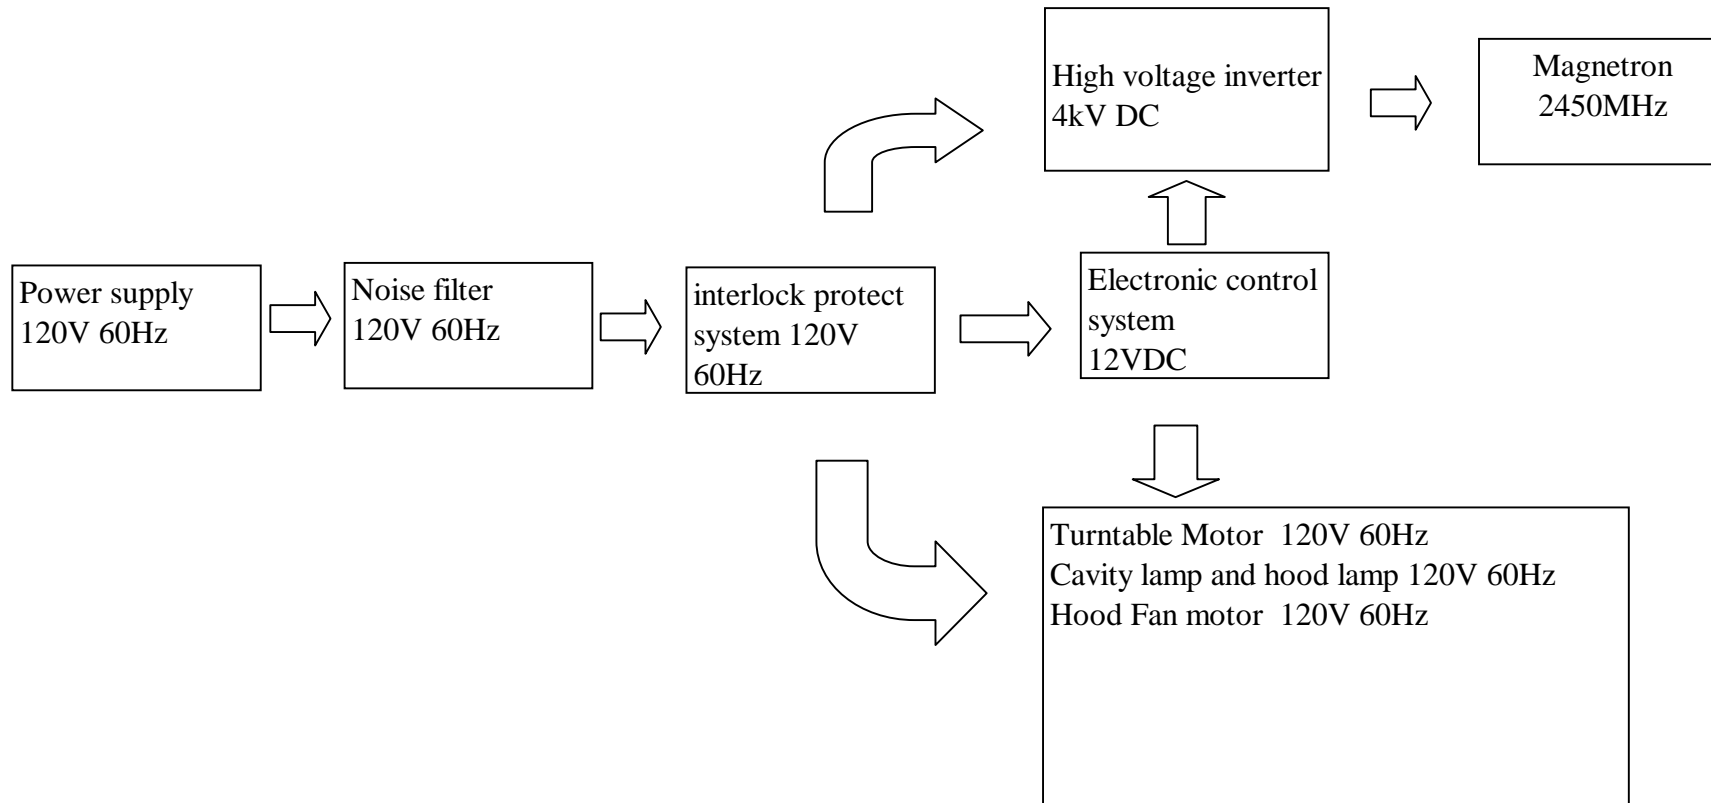 High voltage inverter
4kV DC
Magnetron
2450MHz
Power supply
120V 60Hz
Noise filter
120V 60Hz
interlock protect
system 120V
60Hz
Electronic control
system
12VDC
Turntable Motor  120V 60Hz
Cavity lamp and hood lamp 120V 60Hz
Hood Fan motor  120V 60Hz